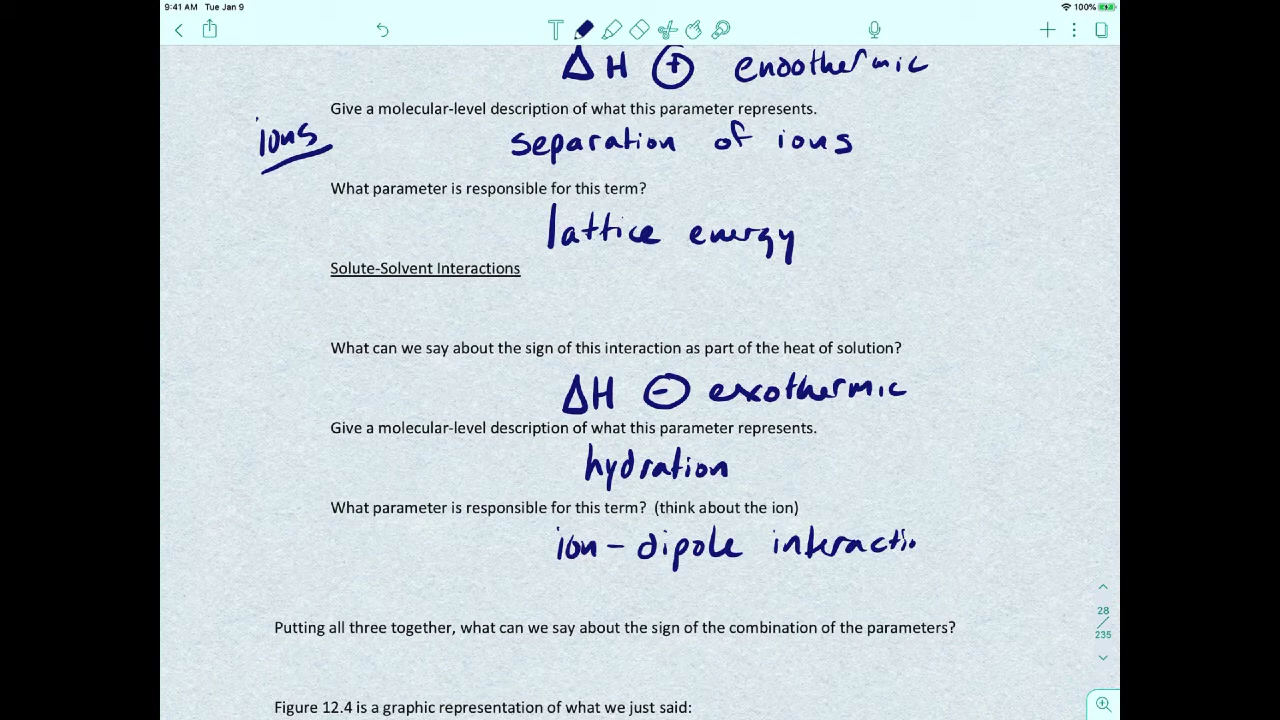 9:41 AM Tue Jan 9
100%
ΔH ⊕ endothermic
Give a molecular-level description of what this parameter represents.
ions
separation of ions
What parameter is responsible for this term?
lattice energy
Solute-Solvent Interactions
What can we say about the sign of this interaction as part of the heat of solution?
ΔH ⊖ exothermic
Give a molecular-level description of what this parameter represents.
hydration
What parameter is responsible for this term? (think about the ion)
ion-dipole interactio
28
/
235
Putting all three together, what can we say about the sign of the combination of the parameters?
Figure 12.4 is a graphic representation of what we just said: